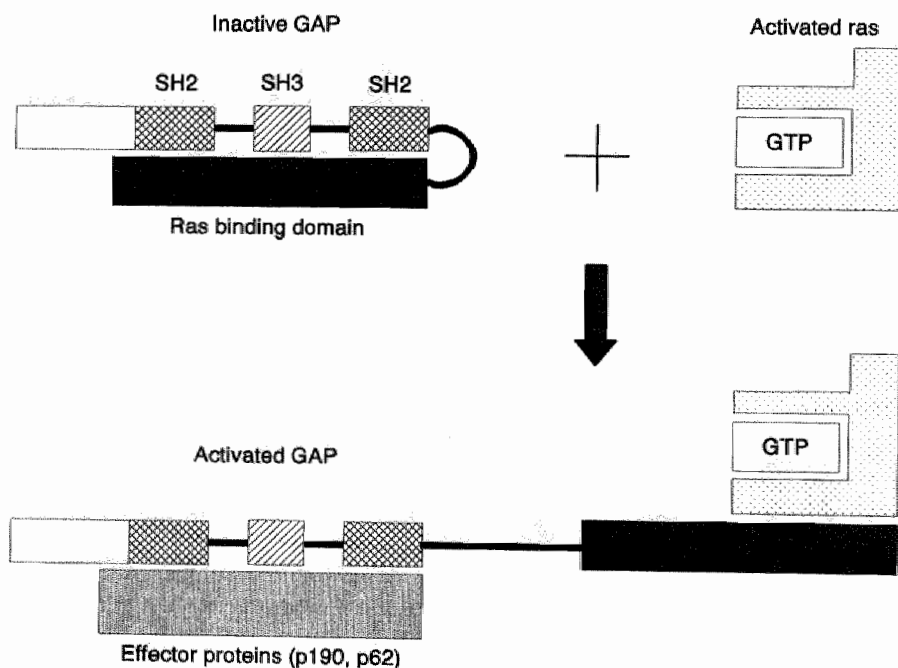 Inactive GAP
Activated ras
SH2 SH3 SH2
GTP
Ras binding domain
GTP
Activated GAP
Effector proteins (p190, p62)